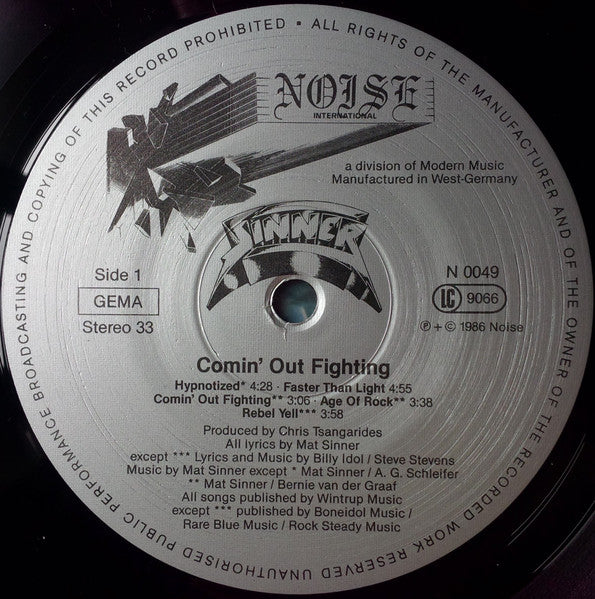 UNAUTHORISED PUBLIC PERFORMANCE BROADCASTING AND COPYING OF THIS RECORD PROHIBITED • ALL RIGHTS OF THE MANUFACTURER AND OF THE OWNER OF THE RECORDED WORK RESERVED
NOISE
INTERNATIONAL
a division of Modern Music
Manufactured in West-Germany
SINNER
Side 1
GEMA
Stereo 33
N 0049
LC 9066
℗ + © 1986 Noise
Comin' Out Fighting
Hypnotized* 4:28 · Faster Than Light 4:55
Comin' Out Fighting** 3:06 · Age Of Rock** 3:38
Rebel Yell*** 3:58
Produced by Chris Tsangarides
All lyrics by Mat Sinner
except *** Lyrics and Music by Billy Idol / Steve Stevens
Music by Mat Sinner except * Mat Sinner / A. G. Schleifer
** Mat Sinner / Bernie van der Graaf
All songs published by Wintrup Music
except *** published by Boneidol Music /
Rare Blue Music / Rock Steady Music